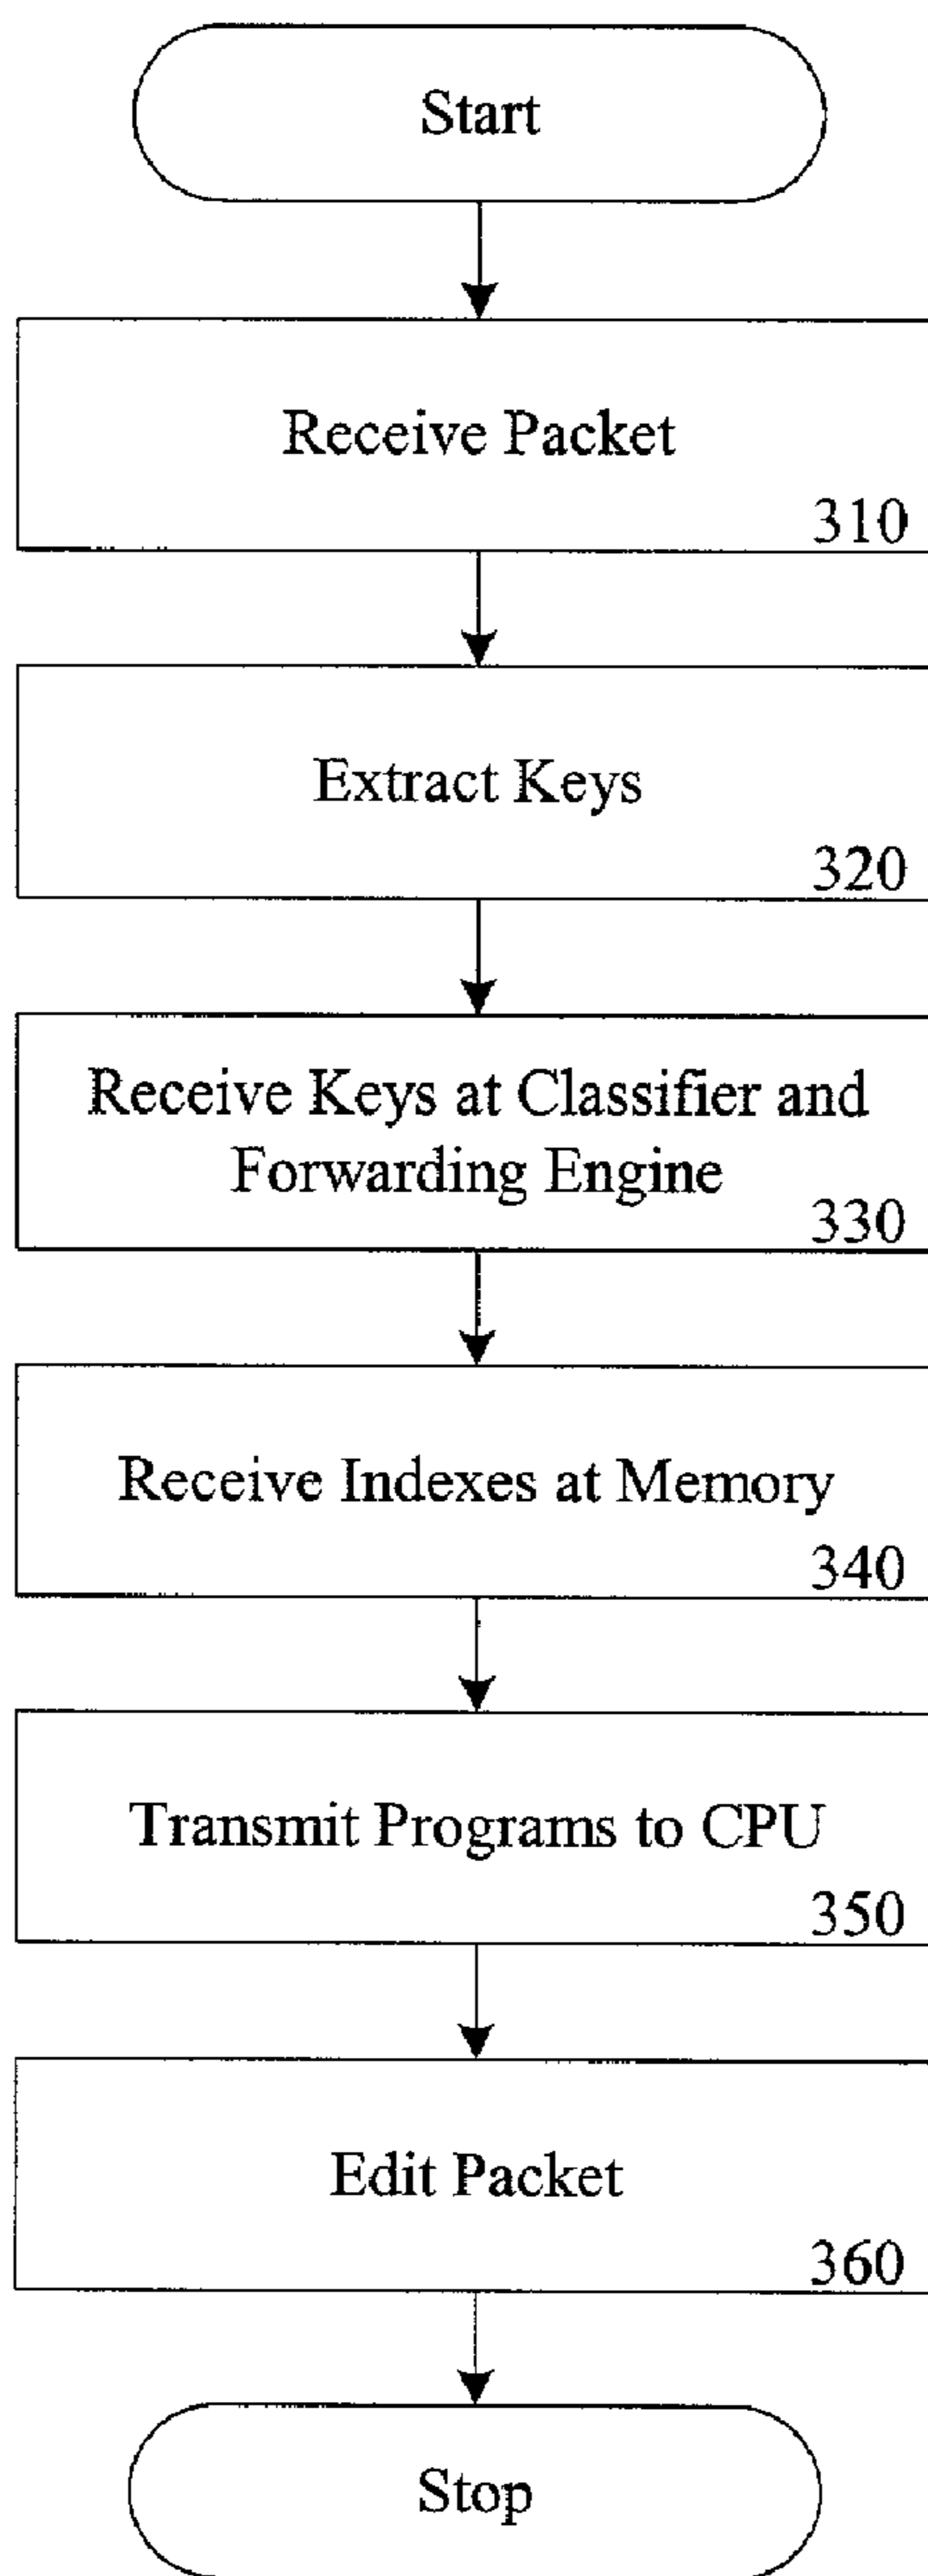 Start
Receive Packet
310
Extract Keys
320
Receive Keys at Classifier and
Forwarding Engine
330
Receive Indexes at Memory
340
Transmit Programs to CPU
350
Edit Packet
360
Stop